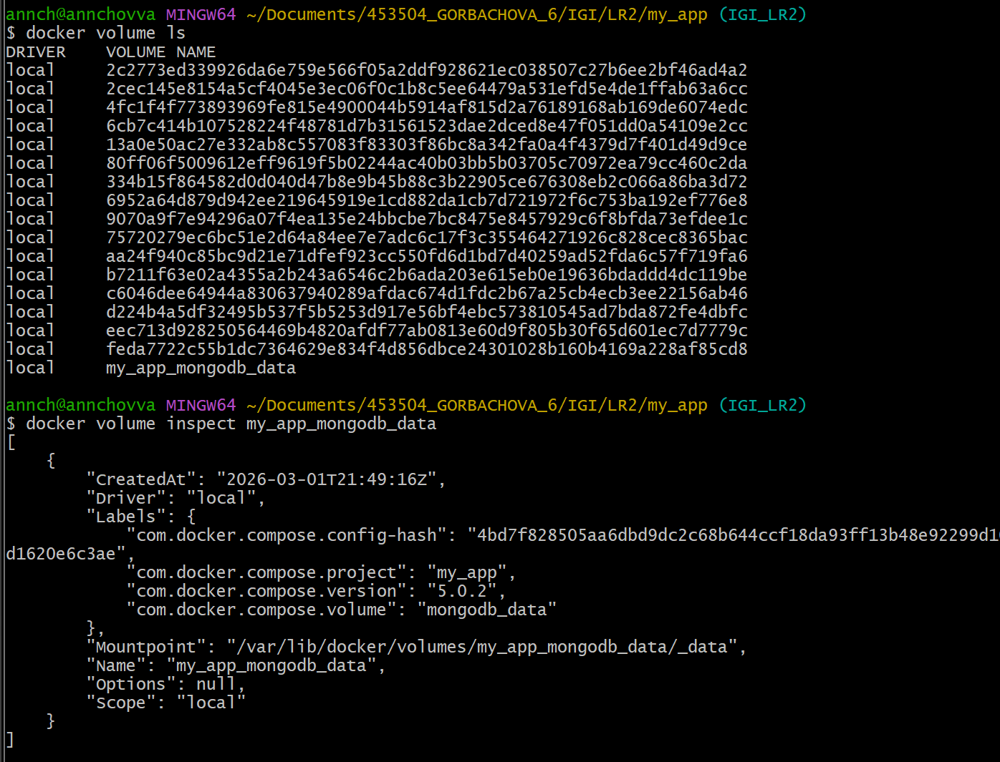 annch@annchovva MINGW64 ~/Documents/453504_GORBACHOVA_6/IGI/LR2/my_app (IGI_LR2)
$ docker volume ls
DRIVER    VOLUME NAME
local     2c2773ed339926da6e759e566f05a2ddf928621ec038507c27b6ee2bf46ad4a2
local     2cec145e8154a5cf4045e3ec06f0c1b8c5ee64479a531efd5e4de1ffab63a6cc
local     4fc1f4f773893969fe815e4900044b5914af815d2a76189168ab169de6074edc
local     6cb7c414b107528224f48781d7b31561523dae2dced8e47f051dd0a54109e2cc
local     13a0e50ac27e332ab8c557083f83303f86bc8a342fa0a4f4379d7f401d49d9ce
local     80ff06f5009612eff9619f5b02244ac40b03bb5b03705c70972ea79cc460c2da
local     334b15f864582d0d040d47b8e9b45b88c3b22905ce676308eb2c066a86ba3d72
local     6952a64d879d942ee219645919e1cd882da1cb7d721972f6c753ba192ef776e8
local     9070a9f7e94296a07f4ea135e24bbcbe7bc8475e8457929c6f8bfda73efdee1c
local     75720279ec6bc51e2d64a84ee7e7adc6c17f3c355464271926c828cec8365bac
local     aa24f940c85bc9d21e71dfef923cc550fd6d1bd7d40259ad52fda6c57f719fa6
local     b7211f63e02a4355a2b243a6546c2b6ada203e615eb0e19636bdaddd4dc119be
local     c6046dee64944a830637940289afdac674d1fdc2b67a25cb4ecb3ee22156ab46
local     d224b4a5df32495b537f5b5253d917e56bf4ebc573810545ad7bda872fe4dbfc
local     eec713d928250564469b4820afdf77ab0813e60d9f805b30f65d601ec7d7779c
local     feda7722c55b1dc7364629e834f4d856dbce24301028b160b4169a228af85cd8
local     my_app_mongodb_data
annch@annchovva MINGW64 ~/Documents/453504_GORBACHOVA_6/IGI/LR2/my_app (IGI_LR2)
$ docker volume inspect my_app_mongodb_data
[
    {
        "CreatedAt": "2026-03-01T21:49:16Z",
        "Driver": "local",
        "Labels": {
            "com.docker.compose.config-hash": "4bd7f828505aa6dbd9dc2c68b644ccf18da93ff13b48e92299d1
d1620e6c3ae",
            "com.docker.compose.project": "my_app",
            "com.docker.compose.version": "5.0.2",
            "com.docker.compose.volume": "mongodb_data"
        },
        "Mountpoint": "/var/lib/docker/volumes/my_app_mongodb_data/_data",
        "Name": "my_app_mongodb_data",
        "Options": null,
        "Scope": "local"
    }
]